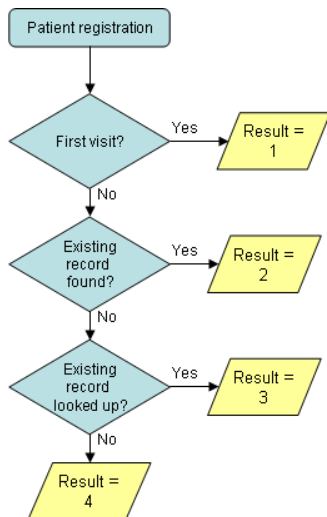 Patient registration
First visit?
Yes
Result =
1
No
Existing
record
found?
Yes
Result =
2
No
Existing
record
looked up?
Yes
Result =
3
No
Result =
4